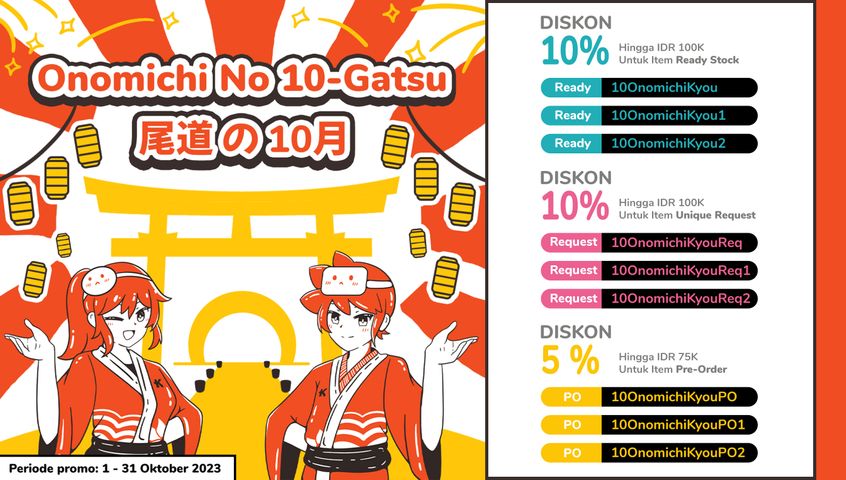 Onomichi No 10-Gatsu
尾道 の 10月
Periode promo: 1 - 31 Oktober 2023
DISKON
10%
Hingga IDR 100K
Untuk Item Ready Stock
Ready 10OnomichiKyou
Ready 10OnomichiKyou1
Ready 10OnomichiKyou2
DISKON
10%
Hingga IDR 100K
Untuk Item Unique Request
Request 10OnomichiKyouReq
Request 10OnomichiKyouReq1
Request 10OnomichiKyouReq2
DISKON
5 %
Hingga IDR 75K
Untuk Item Pre-Order
PO 10OnomichiKyouPO
PO 10OnomichiKyouPO1
PO 10OnomichiKyouPO2